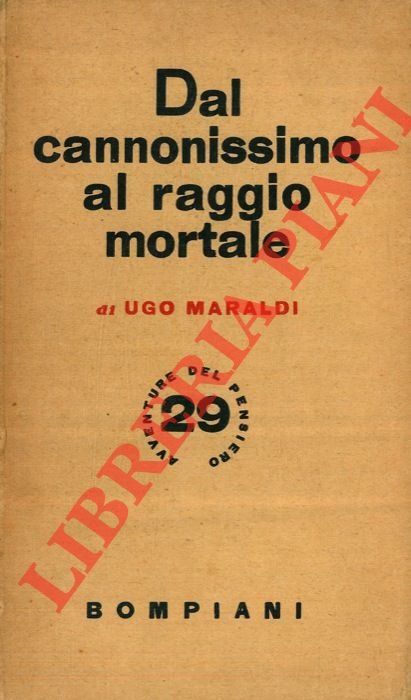 Dal
cannonissimo
al raggio
mortale
di UGO MARALDI
AVVENTURE DEL PENSIERO
29
BOMPIANI
LIBRERIA PIANI